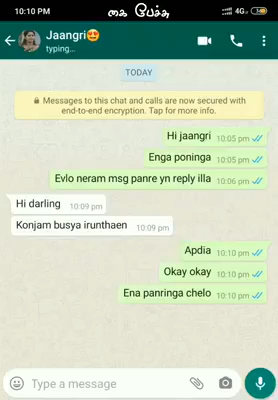 10:10 PM
கை பேச்சு
4G
Jaangri🤩
typing...
TODAY
🔒 Messages to this chat and calls are now secured with
end-to-end encryption. Tap for more info.
Hi jaangri 10:05 pm
Enga poninga 10:05 pm
Evlo neram msg panre yn reply illa 10:06 pm
Hi darling 10:09 pm
Konjam busya irunthaen 10:09 pm
Apdia 10:10 pm
Okay okay 10:10 pm
Ena panringa chelo 10:10 pm
Type a message